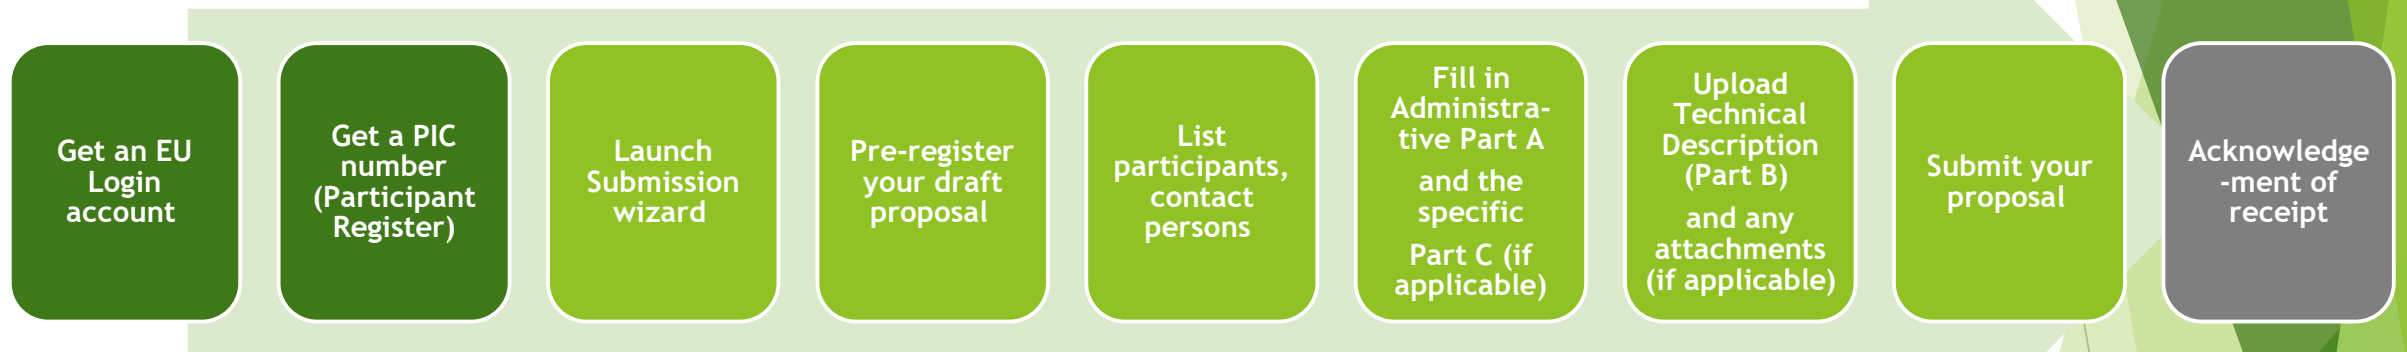 Get an EU
Login
account
Get a PIC
number
(Participant
Register)
Launch
Submission
wizard
Pre-register
your draft
proposal
List
participants,
contact
persons
Fill in
Administra-
tive Part A
and the
specific
Part C (if
applicable)
Upload
Technical
Description
(Part B)
and any
attachments
(if applicable)
Submit your
proposal
Acknowledge
-ment of
receipt